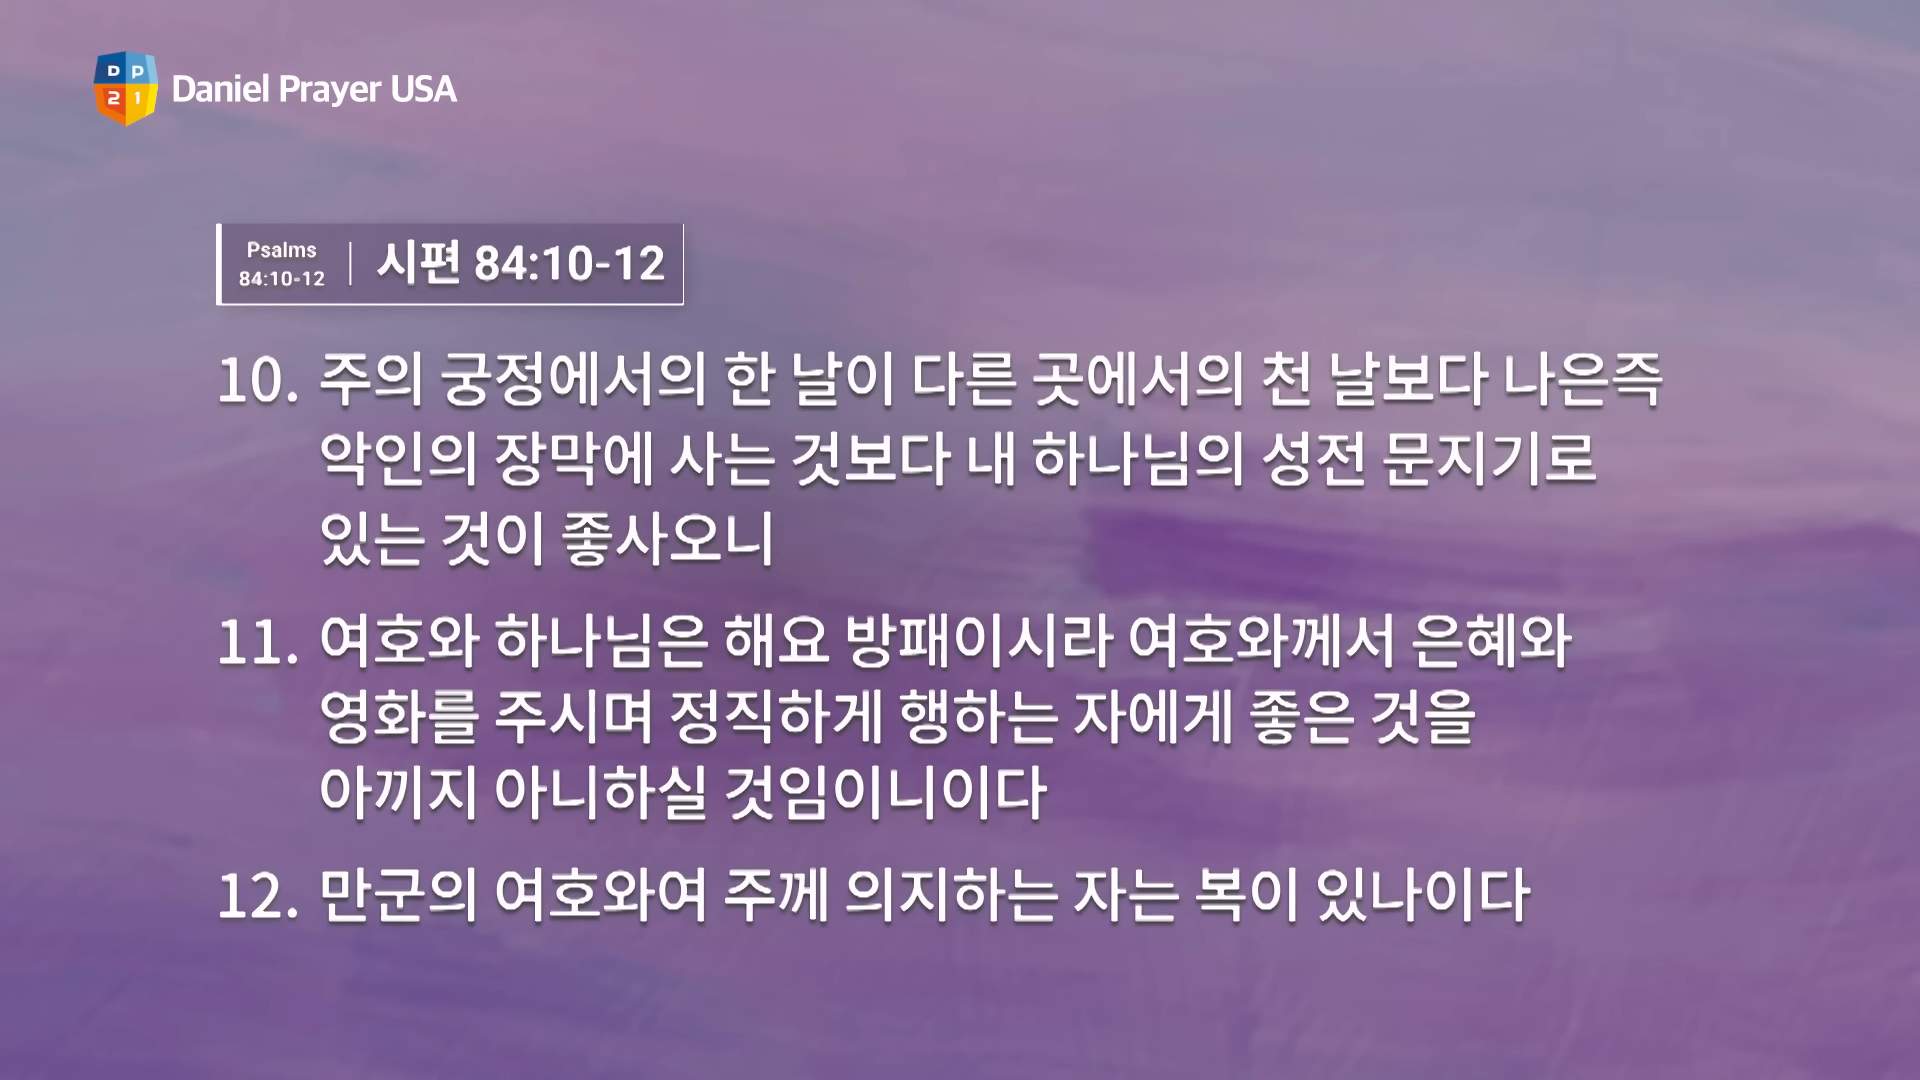 D P
2 1
Daniel Prayer USA
Psalms
84:10-12
시편 84:10-12
10. 주의 궁정에서의 한 날이 다른 곳에서의 천 날보다 나은즉
악인의 장막에 사는 것보다 내 하나님의 성전 문지기로
있는 것이 좋사오니
11. 여호와 하나님은 해요 방패이시라 여호와께서 은혜와
영화를 주시며 정직하게 행하는 자에게 좋은 것을
아끼지 아니하실 것임이니이다
12. 만군의 여호와여 주께 의지하는 자는 복이 있나이다